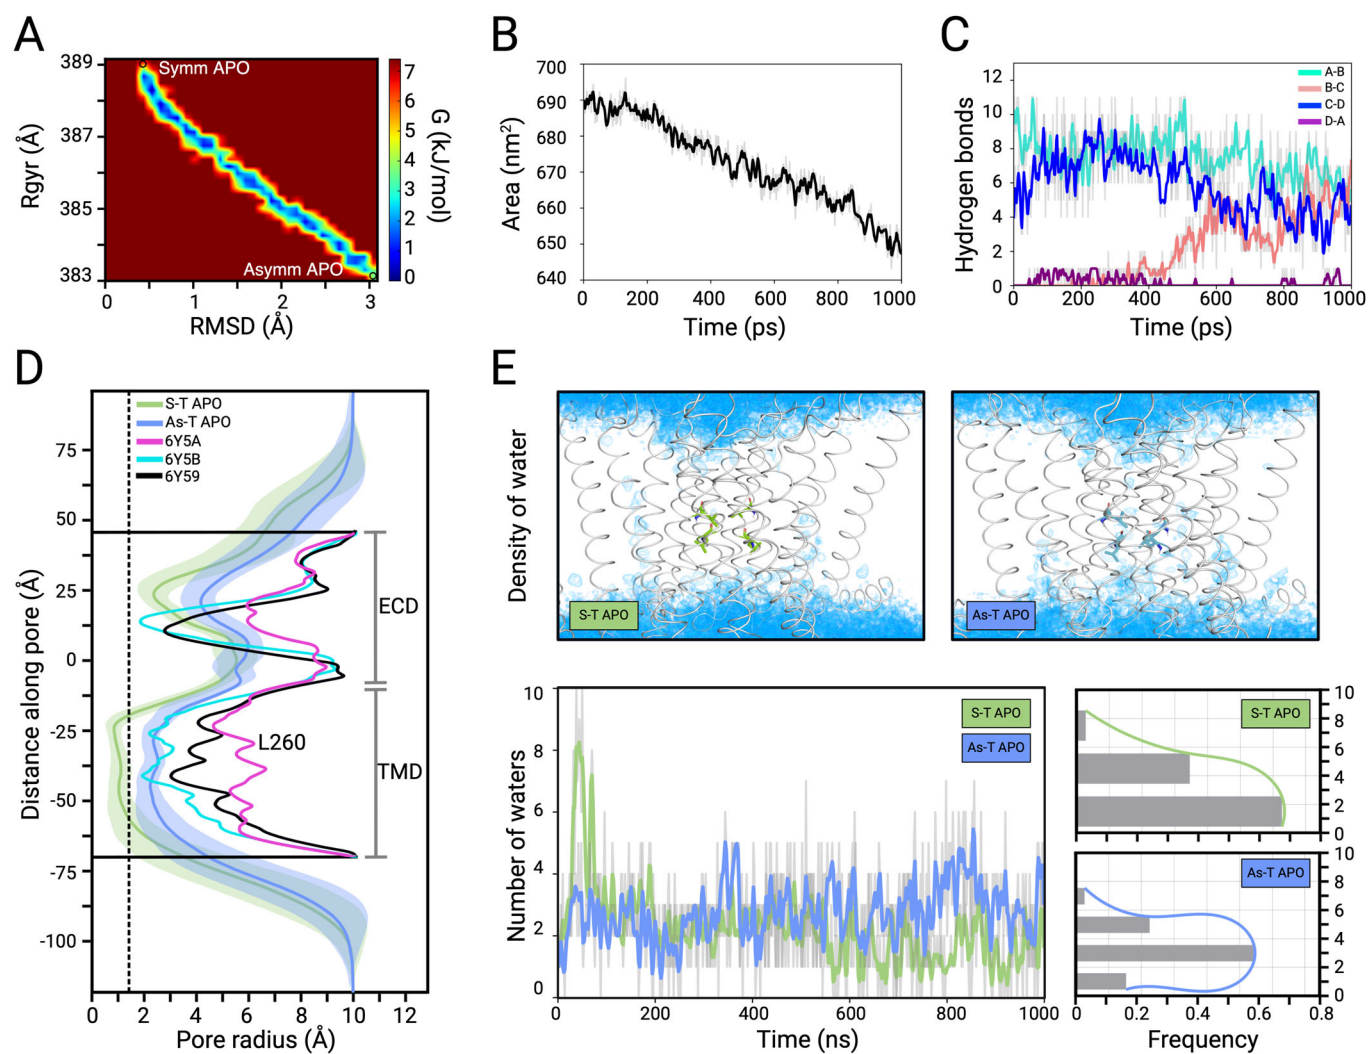 A
389
387
385
383
Rgyr (Å)
Symm APO
Asymm APO
0
1
2
3
RMSD (Å)
7
6
5
4
3
2
1
0
G (kJ/mol)
B
700
690
680
670
660
650
640
Area (nm²)
0
200
400
600
800
1000
Time (ps)
C
12
10
8
6
4
2
0
Hydrogen bonds
A-B
B-C
C-D
D-A
0
200
400
600
800
1000
Time (ps)
D
S-T APO
As-T APO
6Y5A
6Y5B
6Y59
75
50
25
0
-25
-50
-75
-100
Distance along pore (Å)
ECD
L260
TMD
0
2
4
6
8
10
12
Pore radius (Å)
E
Density of water
S-T APO
As-T APO
10
8
6
4
2
0
Number of waters
S-T APO
As-T APO
0
200
400
600
800
1000
Time (ns)
S-T APO
10
8
6
4
2
0
As-T APO
10
8
6
4
2
0
0
0.2
0.4
0.6
0.8
Frequency